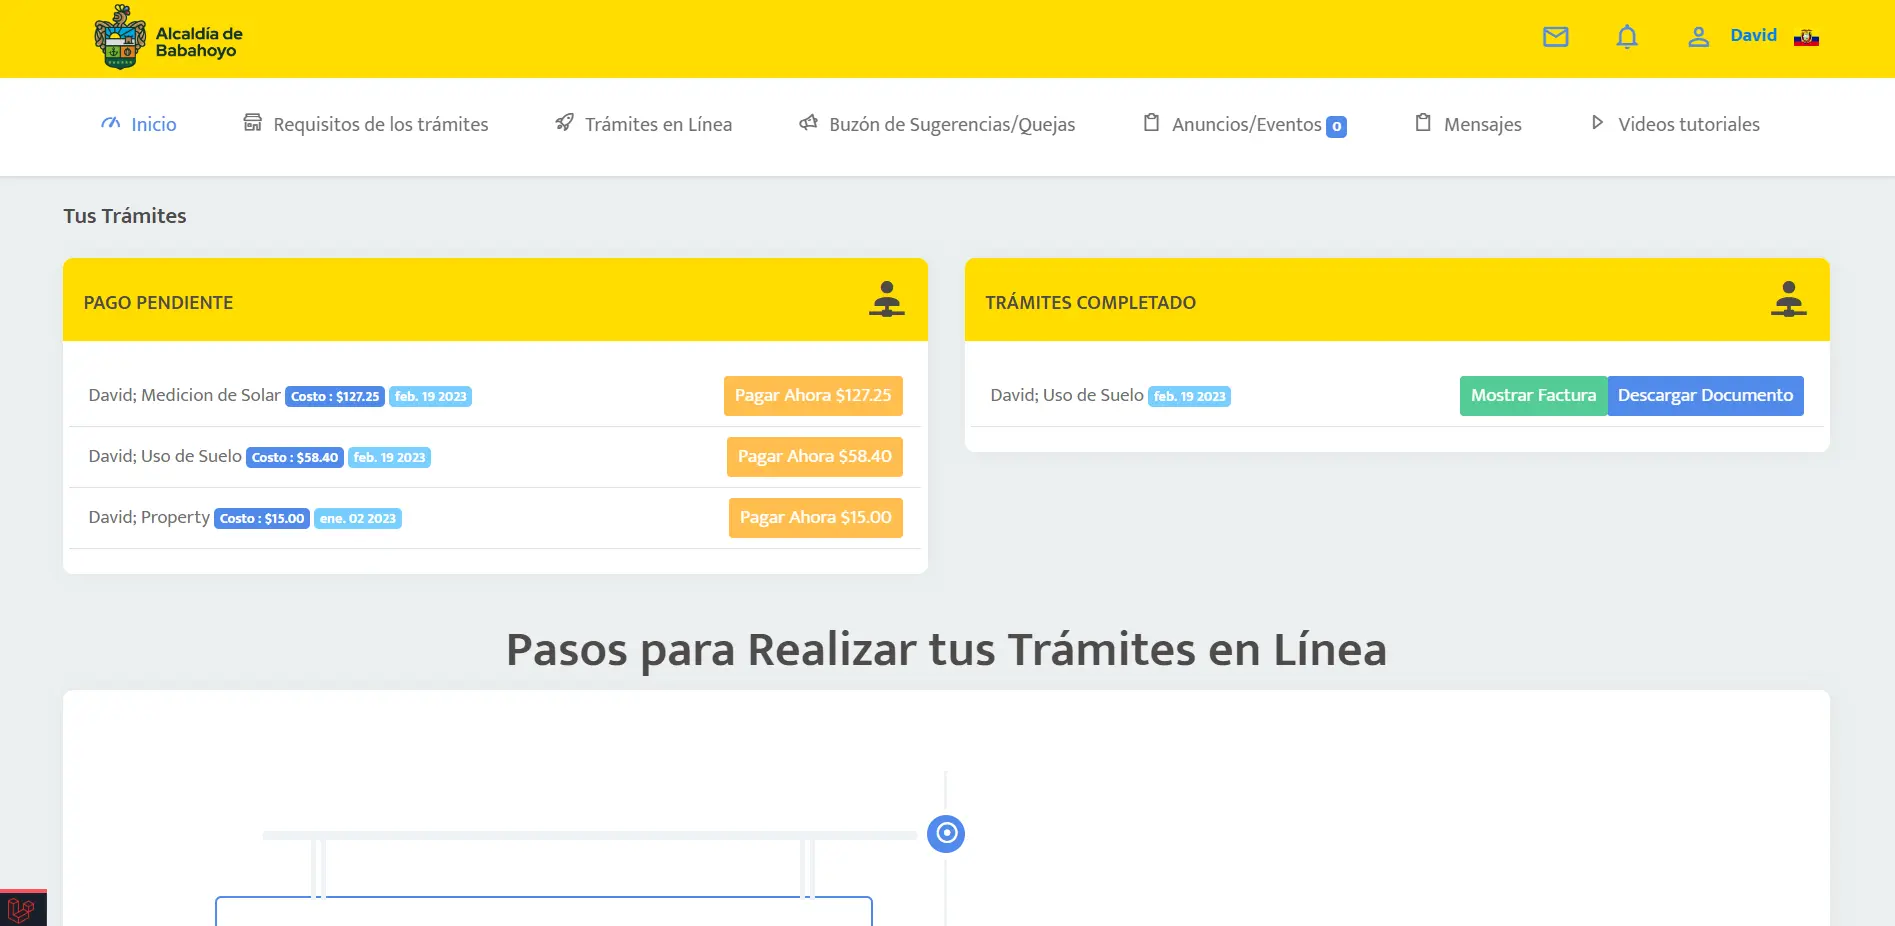 Alcaldía de
Babahoyo
David
Inicio
Requisitos de los trámites
Trámites en Línea
Buzón de Sugerencias/Quejas
Anuncios/Eventos 0
Mensajes
Videos tutoriales
Tus Trámites
PAGO PENDIENTE
David; Medicion de Solar Costo : $127.25 feb. 19 2023 Pagar Ahora $127.25
David; Uso de Suelo Costo : $58.40 feb. 19 2023 Pagar Ahora $58.40
David; Property Costo : $15.00 ene. 02 2023 Pagar Ahora $15.00
TRÁMITES COMPLETADO
David; Uso de Suelo feb. 19 2023 Mostrar Factura Descargar Documento
Pasos para Realizar tus Trámites en Línea